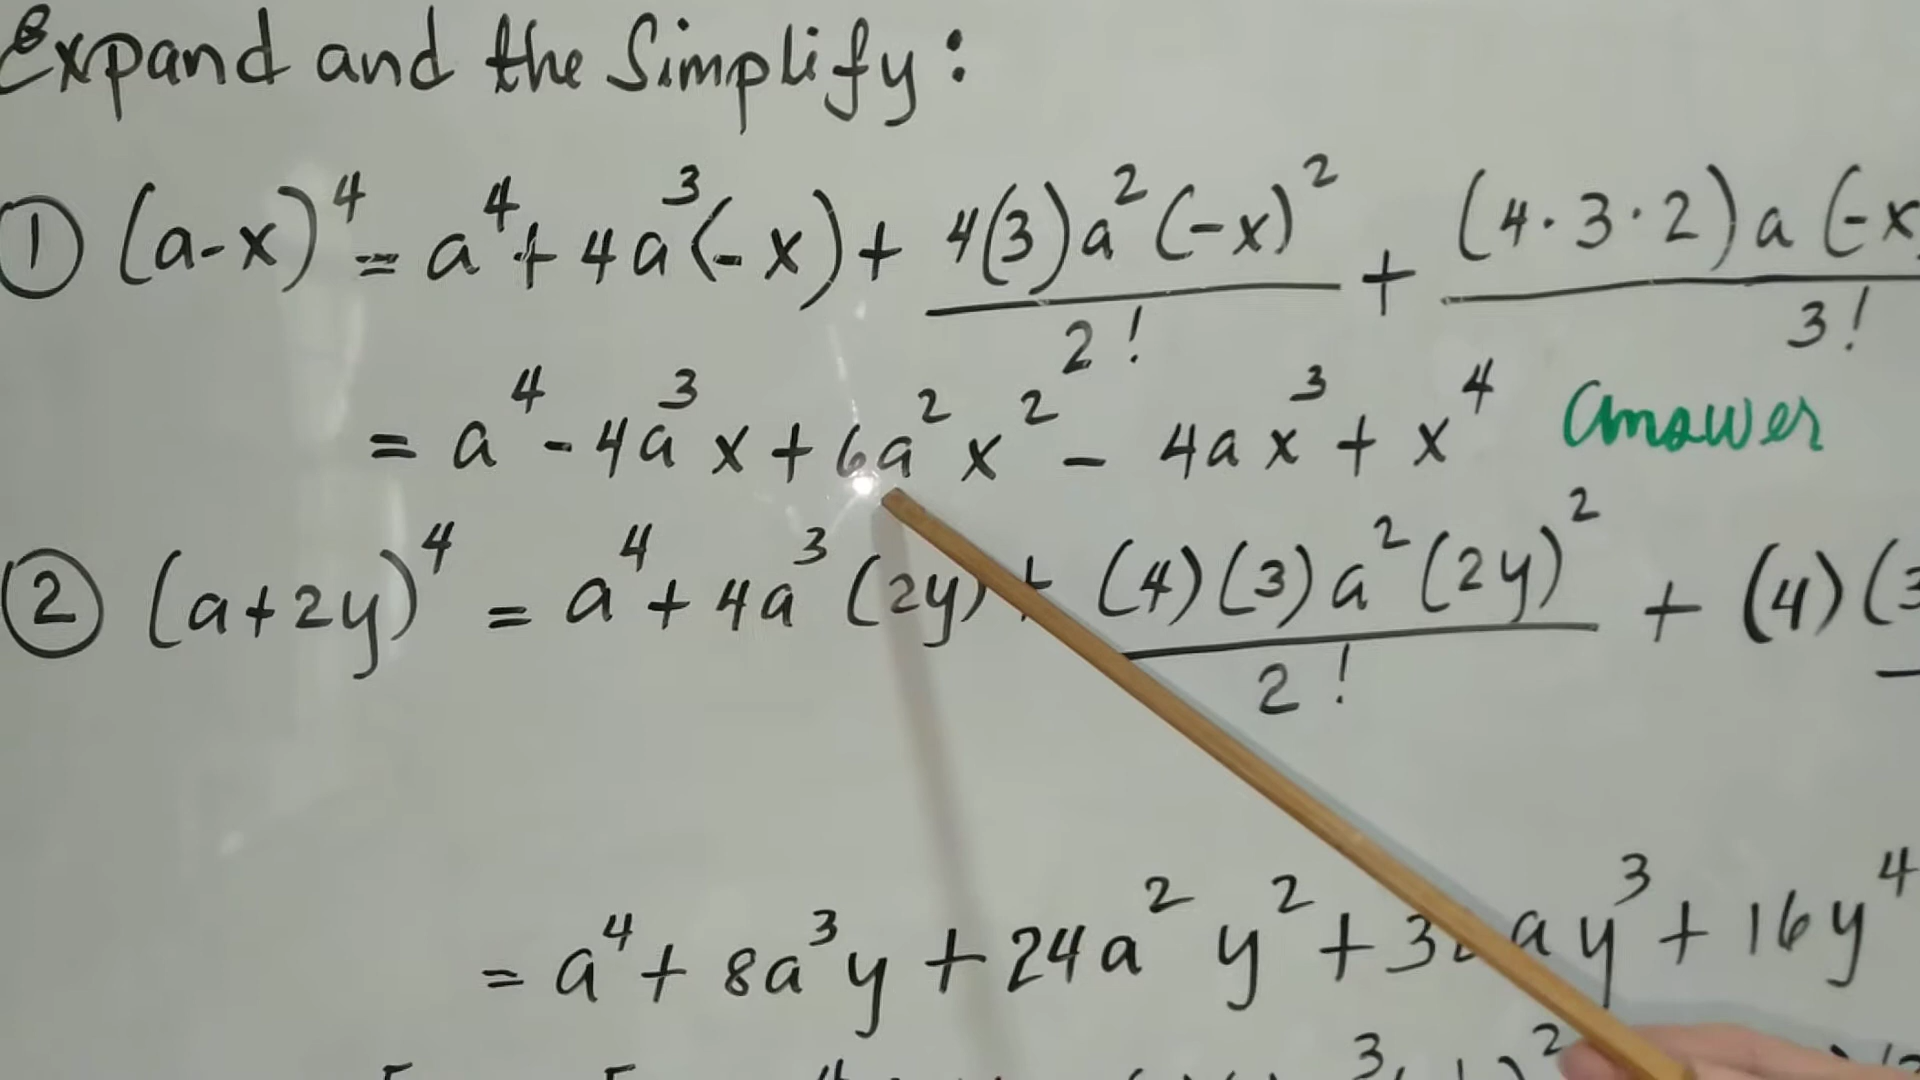 Expand and the Simplify:
① (a-x)⁴ = a⁴ + 4a³(-x) + 4(3)a²(-x)²/2! + (4·3·2)a(-x/3!
= a⁴ - 4a³x + 6a²x² - 4ax³ + x⁴ answer
② (a+2y)⁴ = a⁴ + 4a³(2y) + (4)(3)a²(2y)²/2! + (4)(3
= a⁴ + 8a³y + 24a²y² + 3 ay³ + 16y⁴